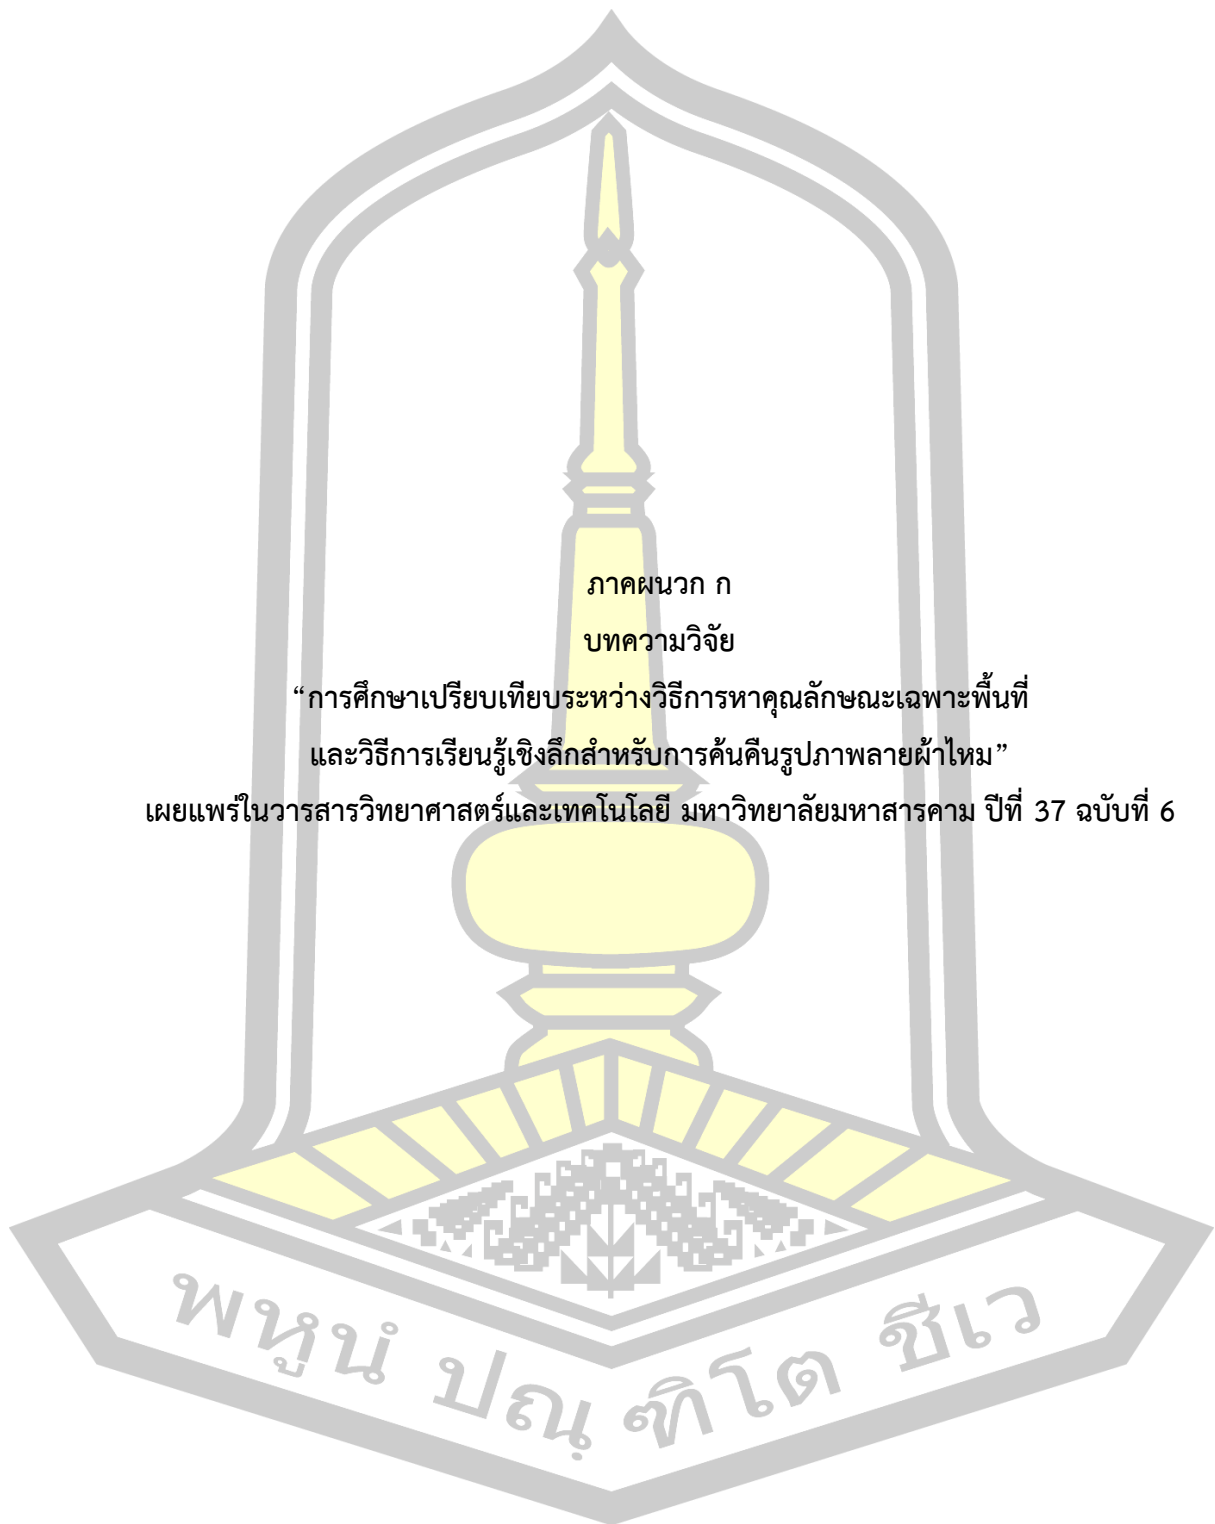 ภาคผนวก ก
บทความวิจัย
“การศึกษาเปรียบเทียบระหว่างวิธีการหาคุณลักษณะเฉพาะพื้นที่
และวิธีการเรียนรู้เชิงลึกสำหรับการค้นคืนรูปภาพลายผ้าไหม”
เผยแพร่ในวารสารวิทยาศาสตร์และเทคโนโลยี มหาวิทยาลัยมหาสารคาม ปีที่ 37 ฉบับที่ 6
พหูนํ ปณฺฑิโต ชีเว